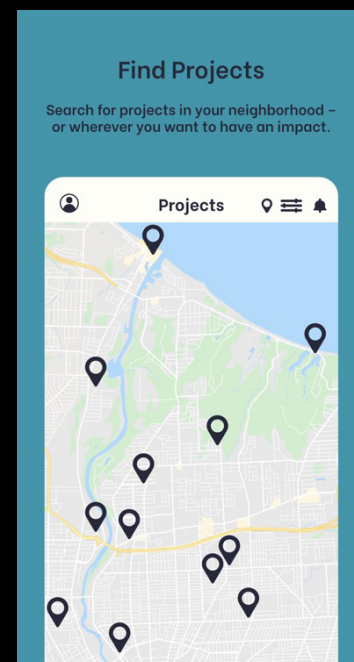 Find Projects
Search for projects in your neighborhood –
or wherever you want to have an impact.
Projects